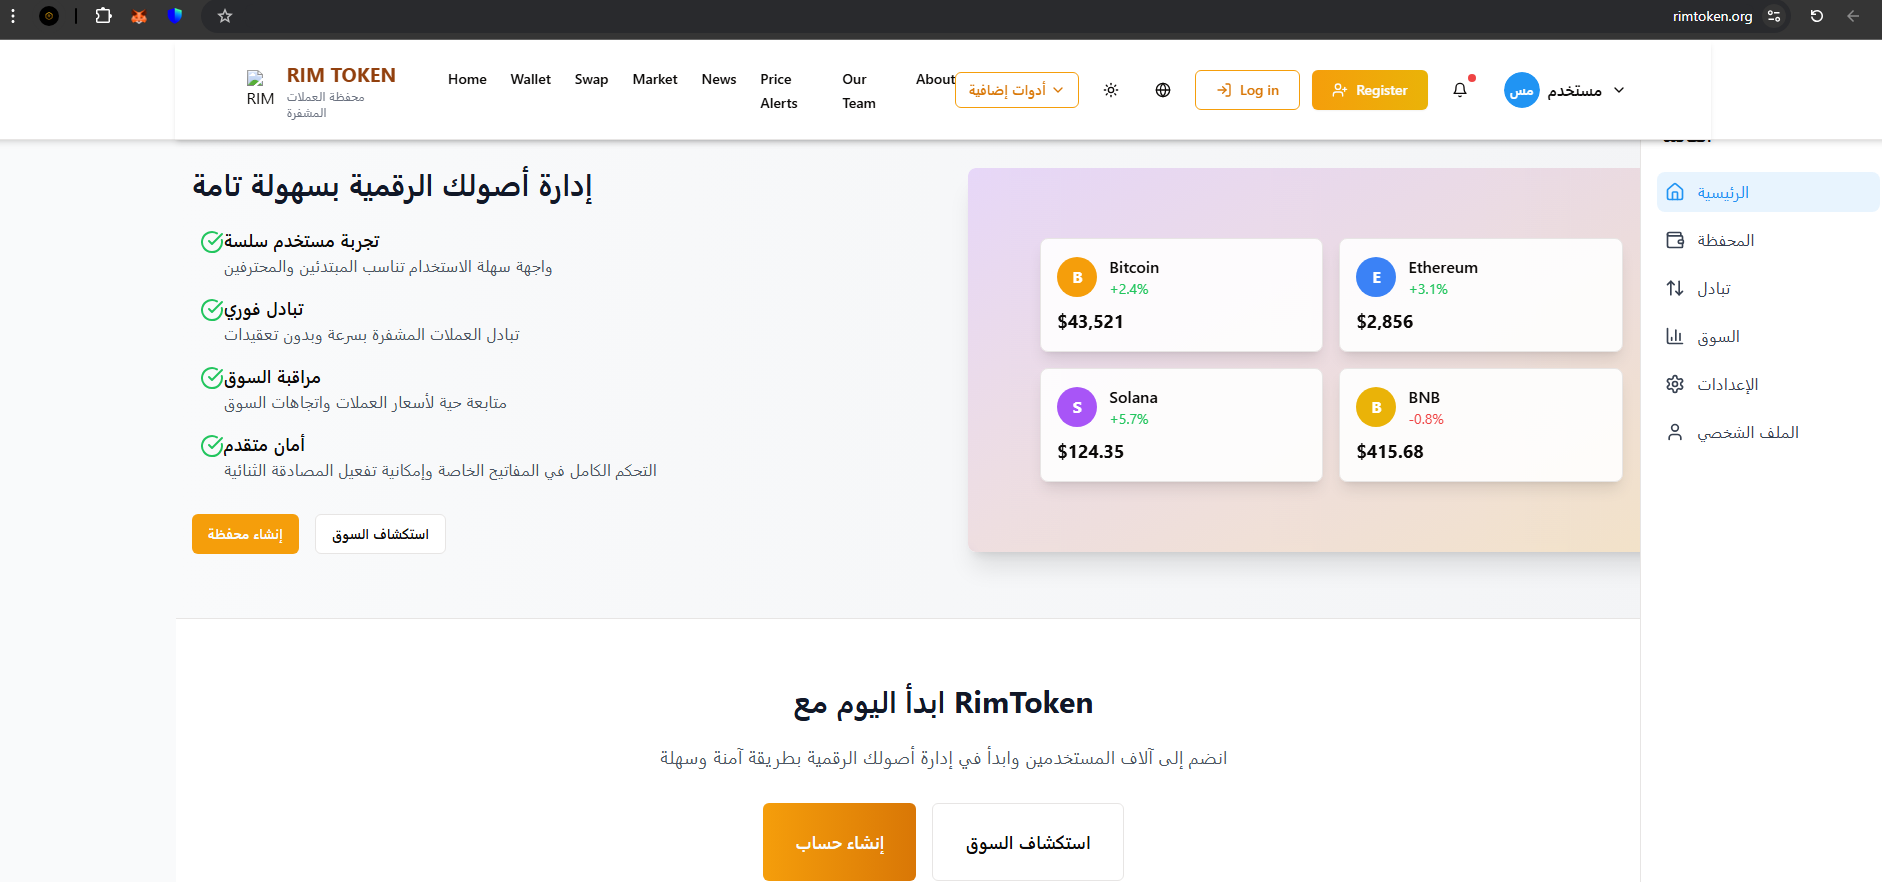 rimtoken.org
RIM
RIM TOKEN
محفظة العملات
المشفرة
Home
Wallet
Swap
Market
News
Price
Alerts
Our
Team
About
أدوات إضافية
Log in
Register
مس
مستخدم
إدارة أصولك الرقمية بسهولة تامة
تجربة مستخدم سلسة
واجهة سهلة الاستخدام تناسب المبتدئين والمحترفين
تبادل فوري
تبادل العملات المشفرة بسرعة وبدون تعقيدات
مراقبة السوق
متابعة حية لأسعار العملات واتجاهات السوق
أمان متقدم
التحكم الكامل في المفاتيح الخاصة وإمكانية تفعيل المصادقة الثنائية
إنشاء محفظة
استكشاف السوق
B
Bitcoin
+2.4%
$43,521
E
Ethereum
+3.1%
$2,856
S
Solana
+5.7%
$124.35
B
BNB
-0.8%
$415.68
الرئيسية
المحفظة
تبادل
السوق
الإعدادات
الملف الشخصي
ابدأ اليوم مع RimToken
انضم إلى آلاف المستخدمين وابدأ في إدارة أصولك الرقمية بطريقة آمنة وسهلة
إنشاء حساب
استكشاف السوق